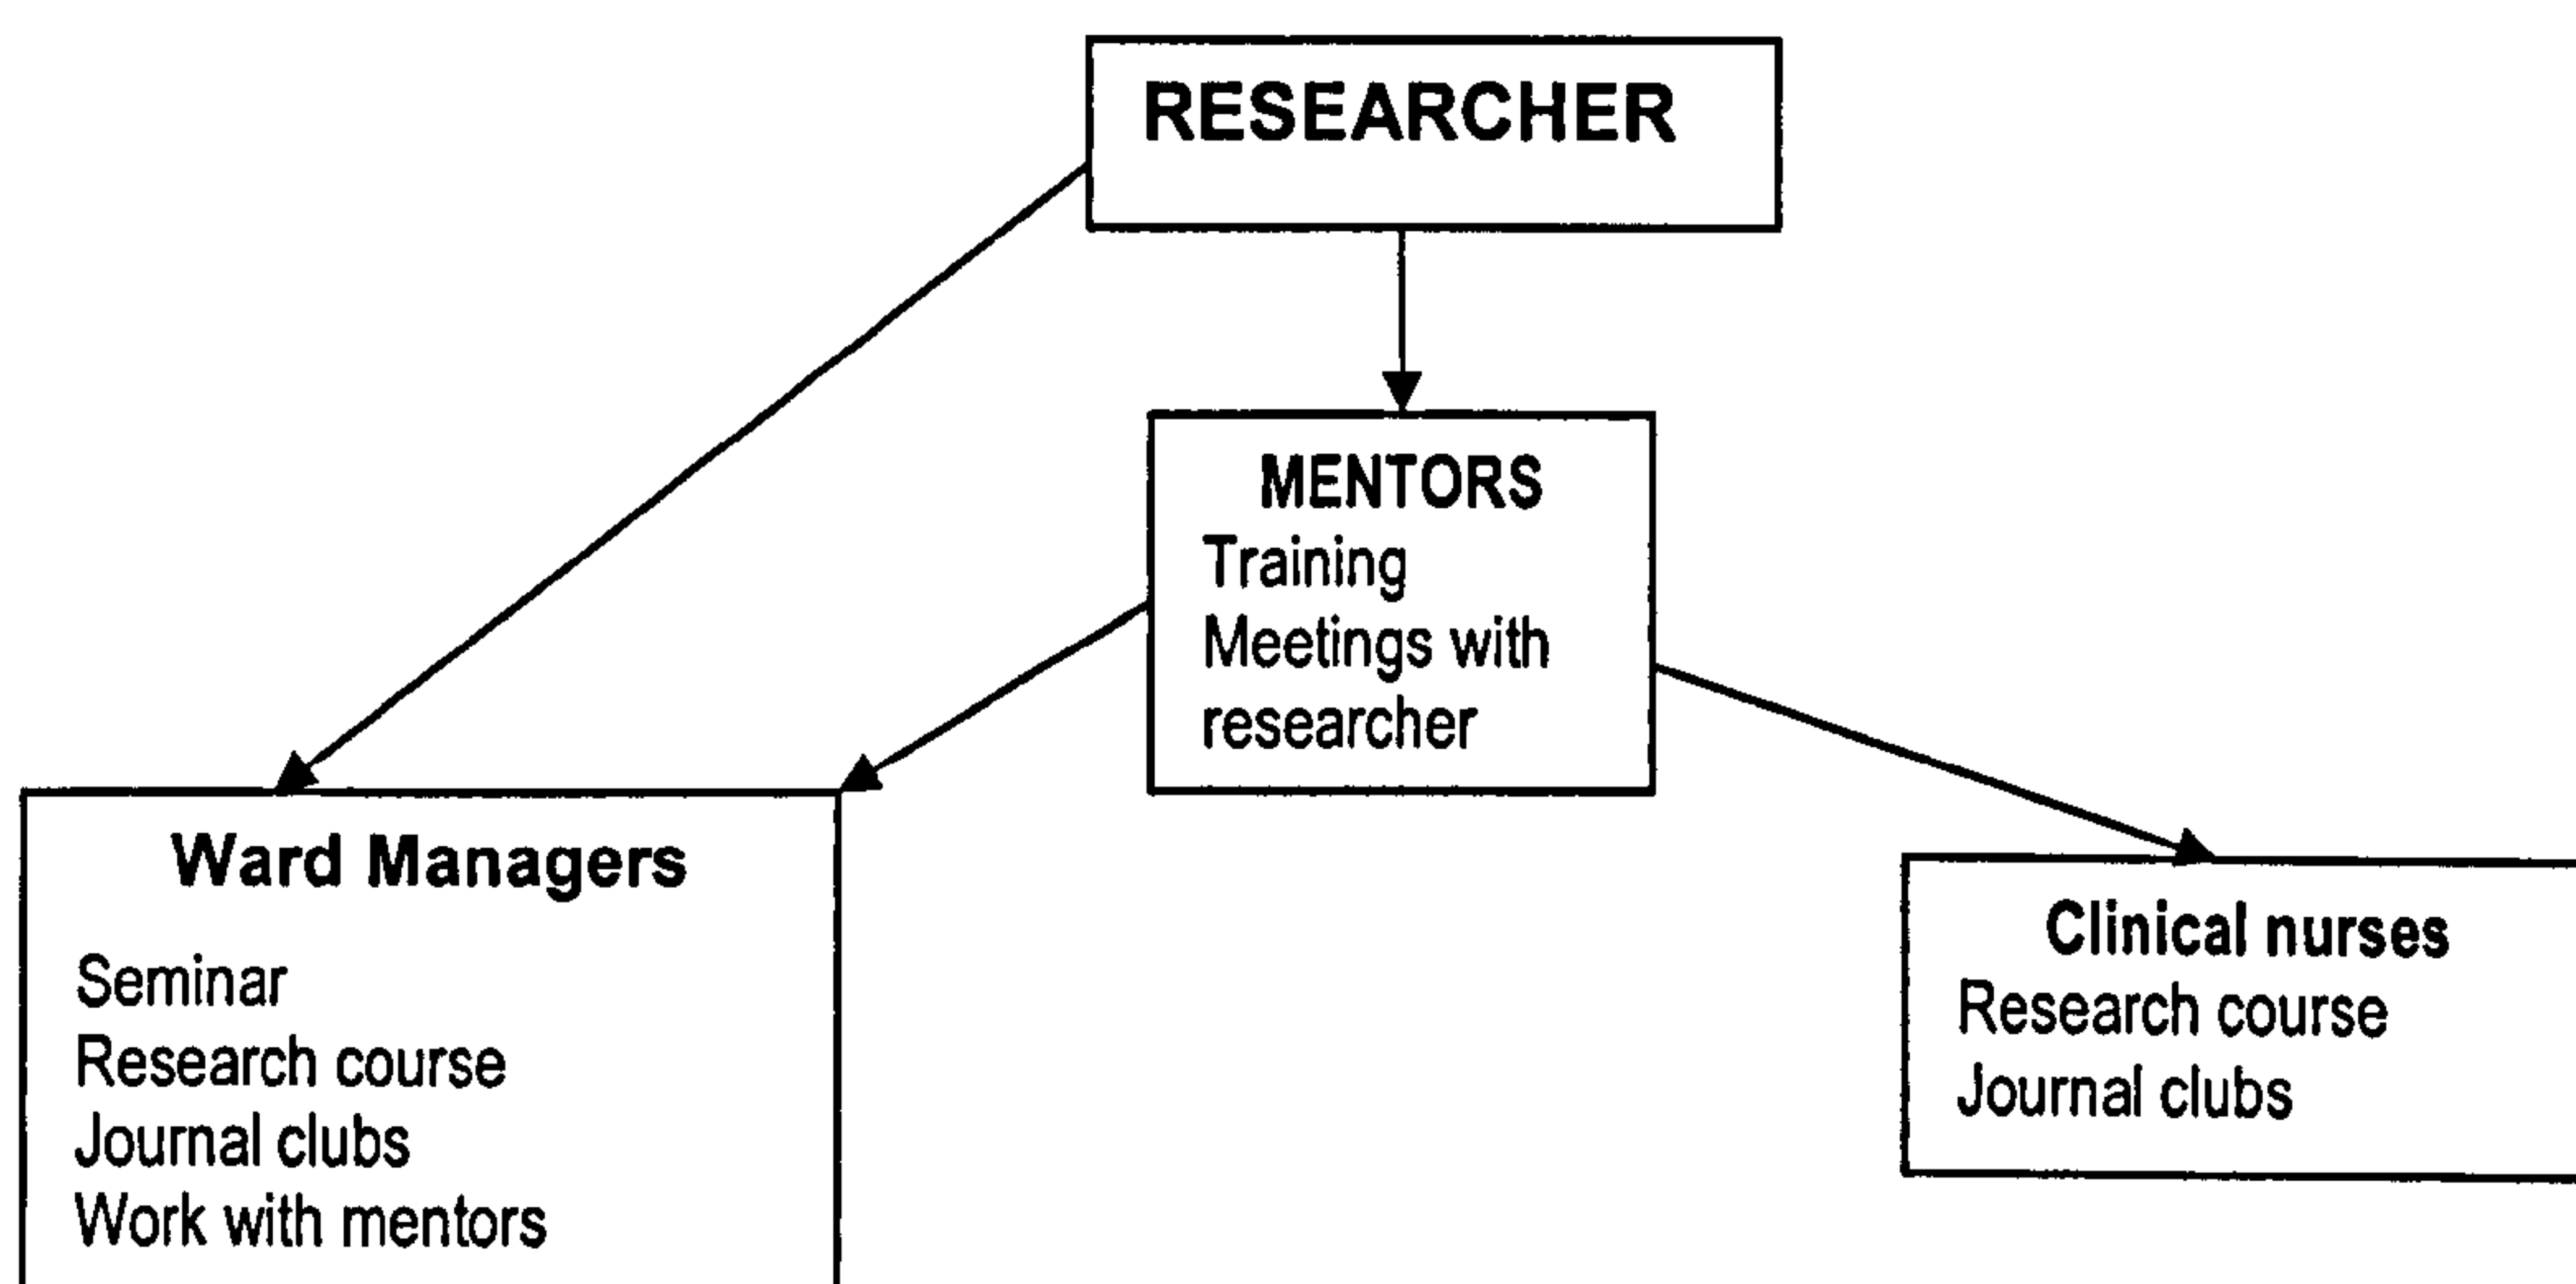 RESEARCHER
MENTORS
Training
Meetings with
researcher
Ward Managers
Seminar
Research course
Journal clubs
Work with mentors
Clinical nurses
Research course
Journal clubs